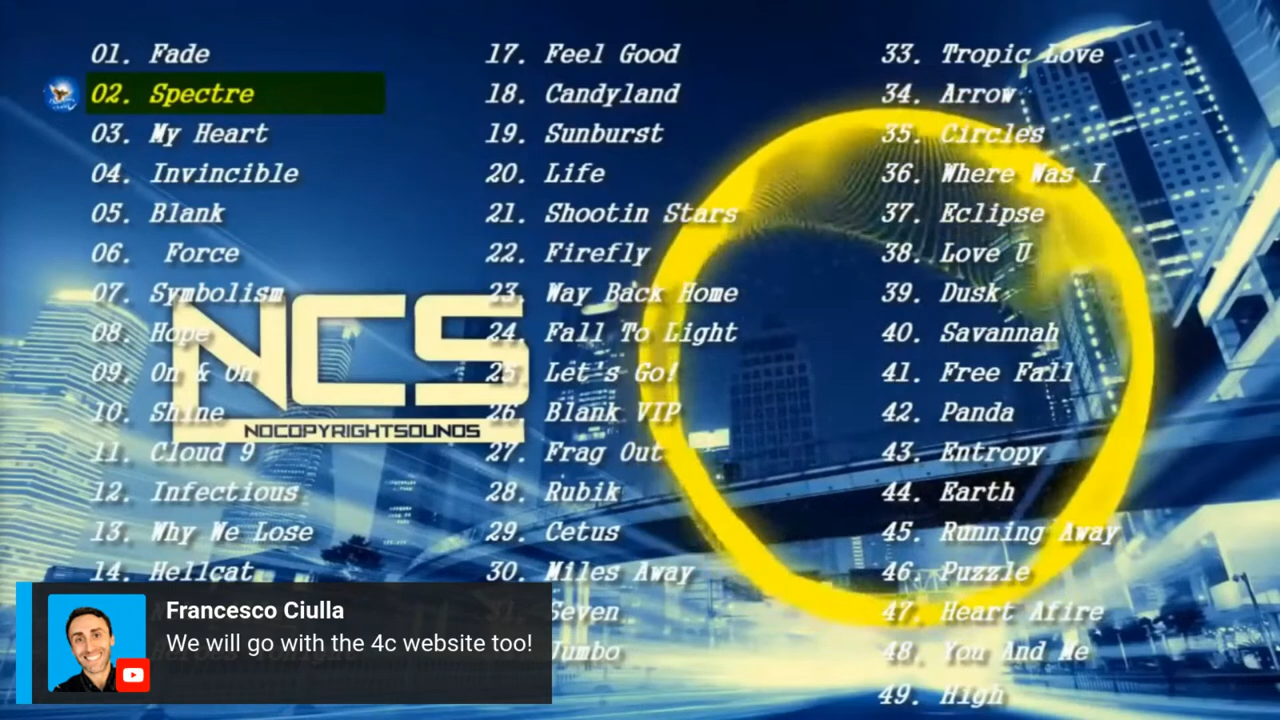 01. Fade
02. Spectre
03. My Heart
04. Invincible
05. Blank
06. Force
07. Symbolism
08. Hope
09. On & On
10. Shine
11. Cloud 9
12. Infectious
13. Why We Lose
14. Hellcat
17. Feel Good
18. Candyland
19. Sunburst
20. Life
21. Shootin Stars
22. Firefly
23. Way Back Home
24. Fall To Light
25. Let's Go!
26. Blank VIP
27. Frag Out
28. Rubik
29. Cetus
30. Miles Away
Seven
Jumbo
33. Tropic Love
34. Arrow
35. Circles
36. Where Was I
37. Eclipse
38. Love U
39. Dusk
40. Savannah
41. Free Fall
42. Panda
43. Entropy
44. Earth
45. Running Away
46. Puzzle
47. Heart Afire
48. You And Me
49. High
NCS
NOCOPYRIGHTSOUNDS
Francesco Ciulla
We will go with the 4c website too!